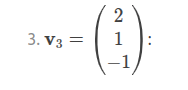 3. v₃ = (2
1
−1):